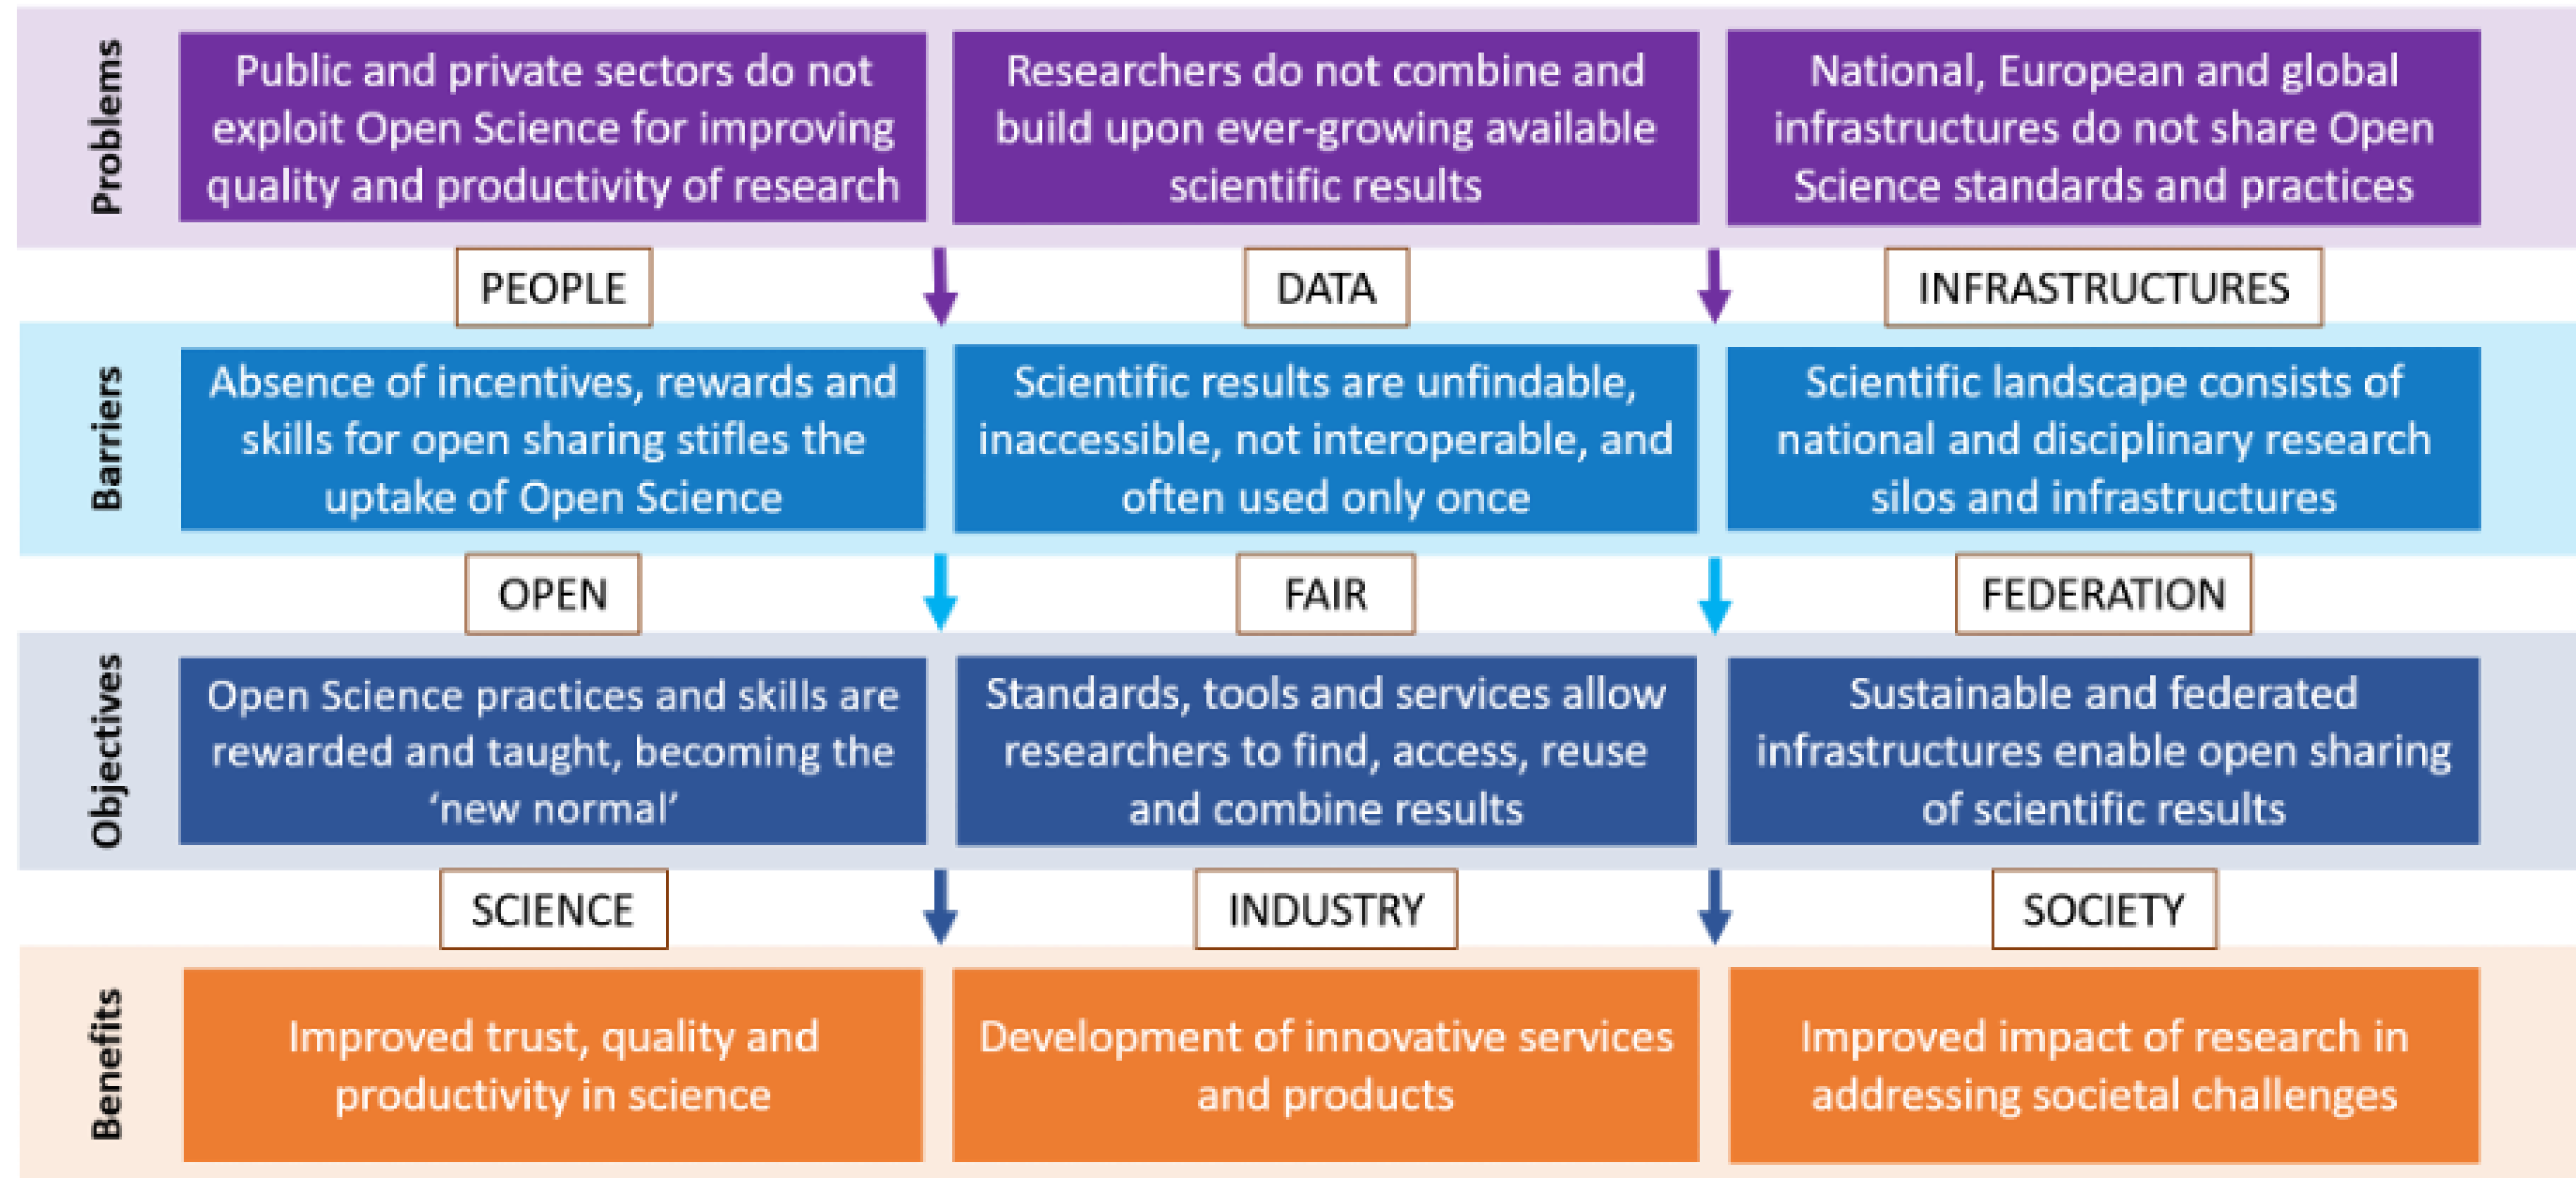 Problems
Public and private sectors do not
exploit Open Science for improving
quality and productivity of research
Researchers do not combine and
build upon ever-growing available
scientific results
National, European and global
infrastructures do not share Open
Science standards and practices
PEOPLE
DATA
INFRASTRUCTURES
Barriers
Absence of incentives, rewards and
skills for open sharing stifles the
uptake of Open Science
Scientific results are unfindable,
inaccessible, not interoperable, and
often used only once
Scientific landscape consists of
national and disciplinary research
silos and infrastructures
OPEN
FAIR
FEDERATION
Objectives
Open Science practices and skills are
rewarded and taught, becoming the
‘new normal’
Standards, tools and services allow
researchers to find, access, reuse
and combine results
Sustainable and federated
infrastructures enable open sharing
of scientific results
SCIENCE
INDUSTRY
SOCIETY
Benefits
Improved trust, quality and
productivity in science
Development of innovative services
and products
Improved impact of research in
addressing societal challenges